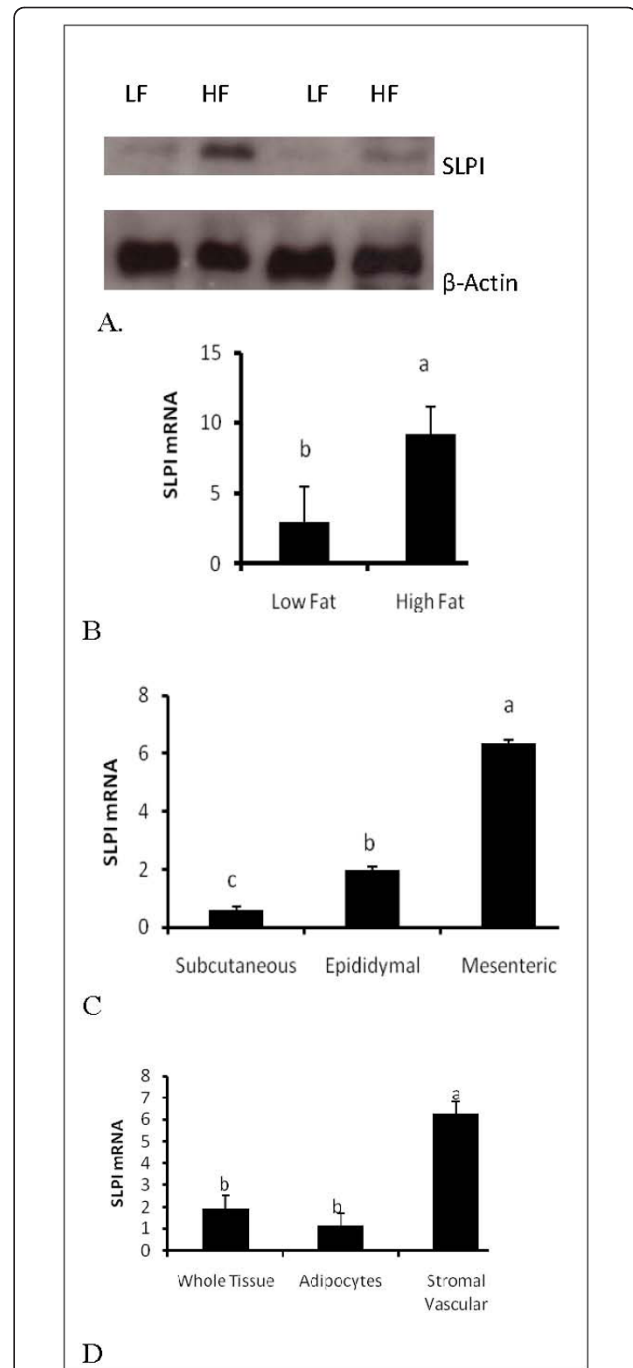 LF HF LF HF
SLPI
β-Actin
A.
15
10
5
0
SLPI mRNA
b
a
Low Fat High Fat
B
8
6
4
2
0
SLPI mRNA
c
b
a
Subcutaneous Epididymal Mesenteric
C
8
7
6
5
4
3
2
1
0
SLPI mRNA
b
b
a
Whole Tissue Adipocytes Stromal
Vascular
D